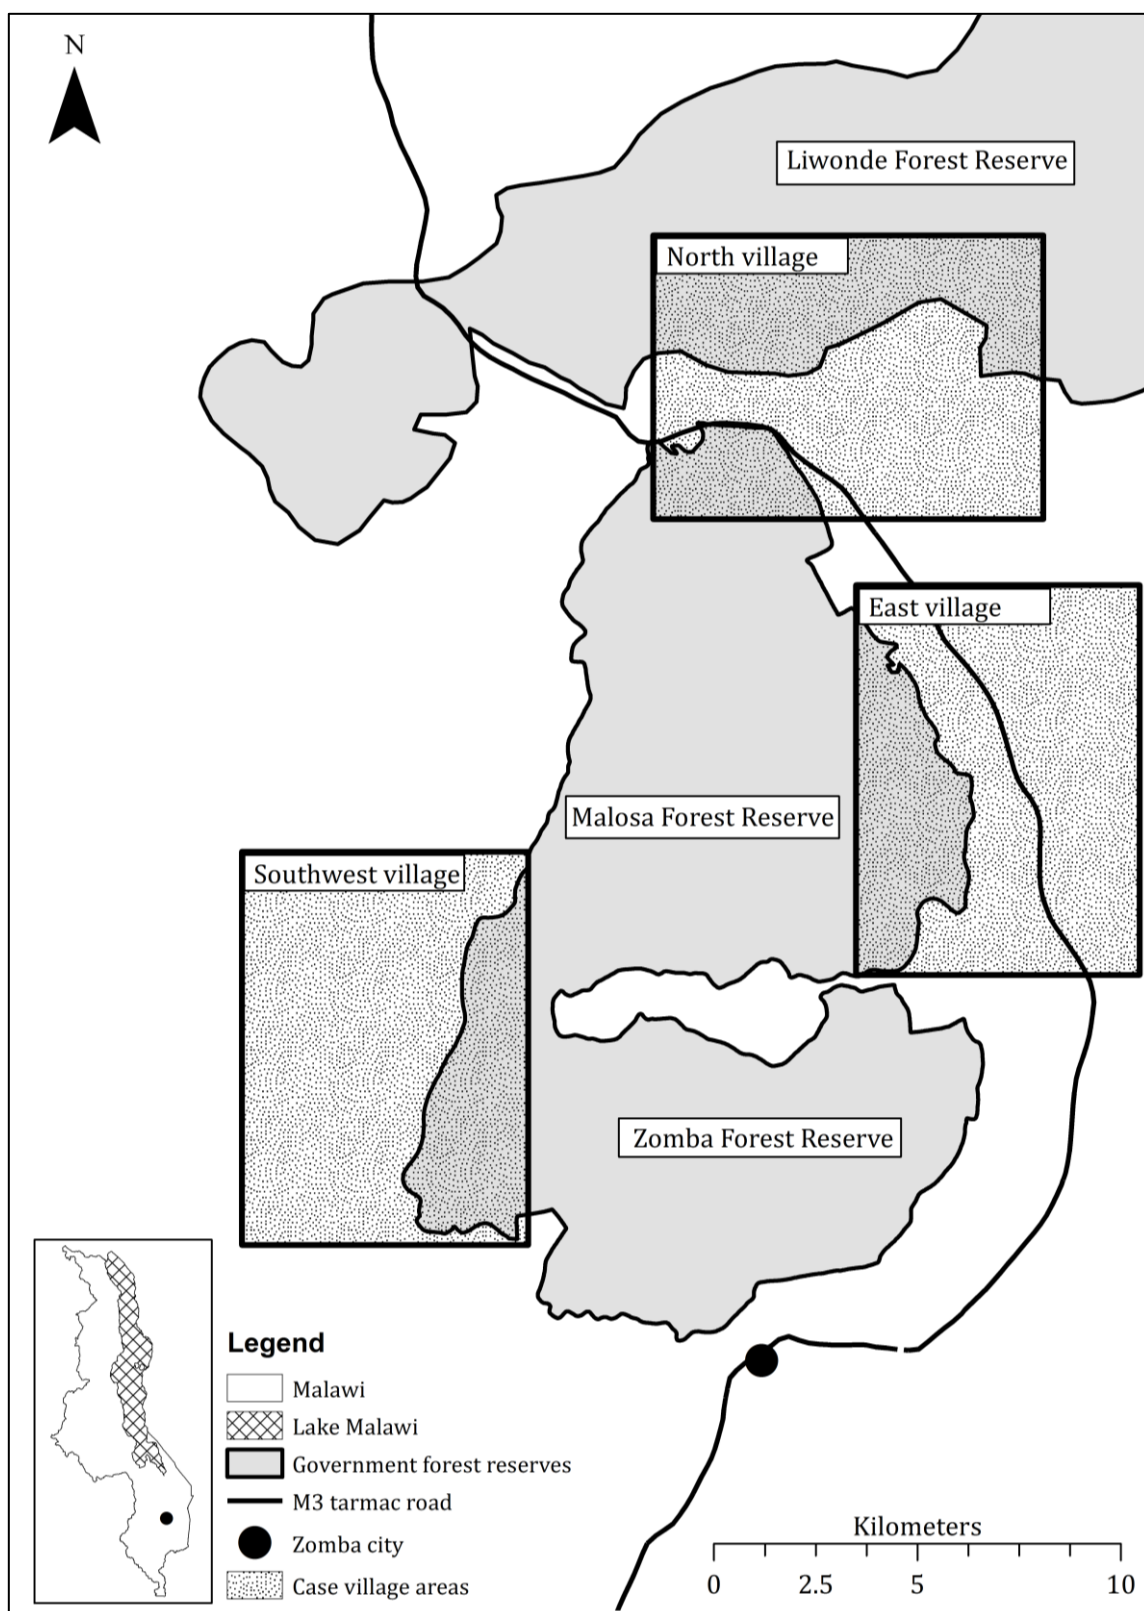 N
Liwonde Forest Reserve
North village
East village
Malosa Forest Reserve
Southwest village
Zomba Forest Reserve
Legend
Malawi
Lake Malawi
Government forest reserves
M3 tarmac road
Zomba city
Case village areas
Kilometers
0 2.5 5 10